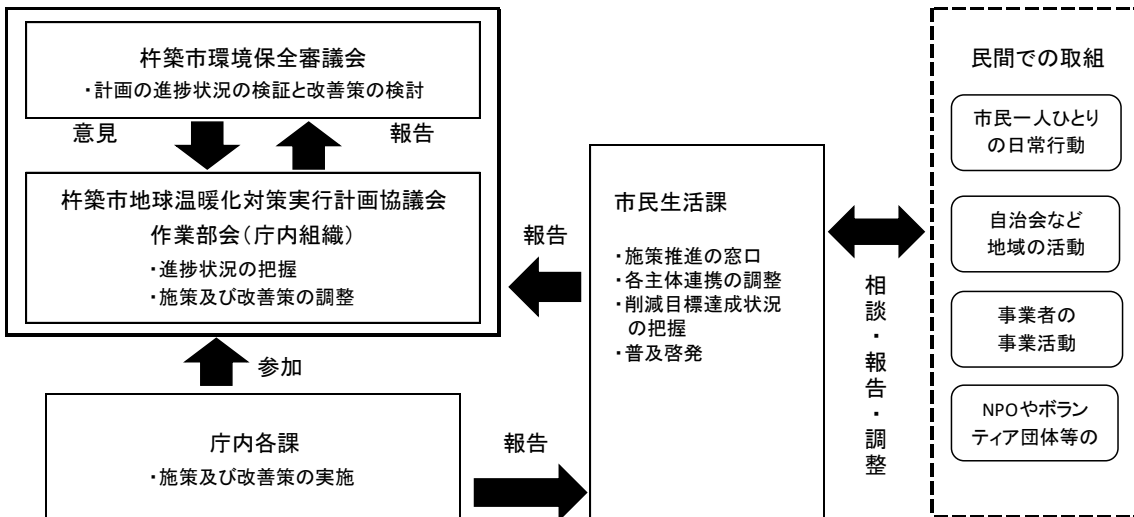 杵築市環境保全審議会
・計画の進捗状況の検証と改善策の検討
意見
報告
杵築市地球温暖化対策実行計画協議会
作業部会（庁内組織）
・進捗状況の把握
・施策及び改善策の調整
参加
庁内各課
・施策及び改善策の実施
報告
報告
市民生活課
・施策推進の窓口
・各主体連携の調整
・削減目標達成状況
の把握
・普及啓発
相談・報告・調整
民間での取組
市民一人ひとり
の日常行動
自治会など
地域の活動
事業者の
事業活動
NPOやボラン
ティア団体等の